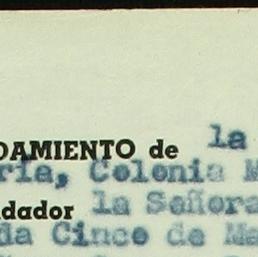 DAMIENTO de la
ría, Colonia M
dador la Señora
da Cinco de Ma